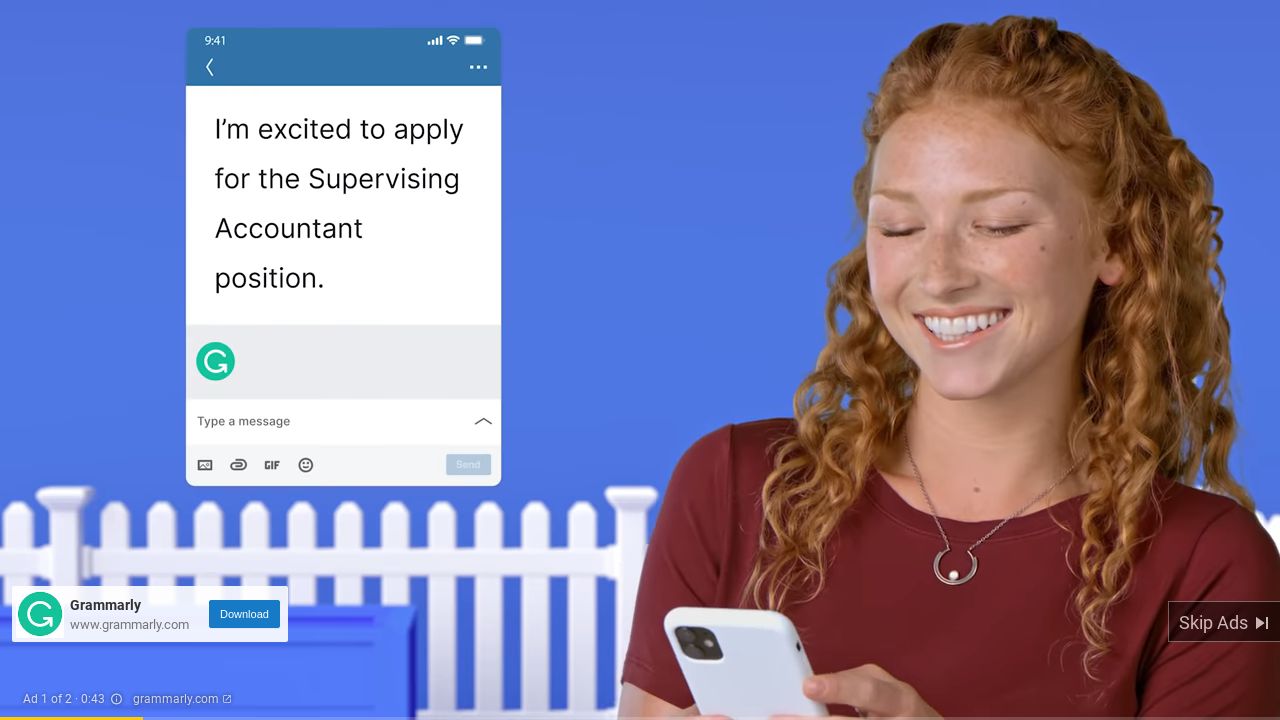 9:41
I'm excited to apply
for the Supervising
Accountant
position.
Type a message
GIF
Send
Grammarly
www.grammarly.com
Download
Skip Ads
Ad 1 of 2 · 0:43
grammarly.com